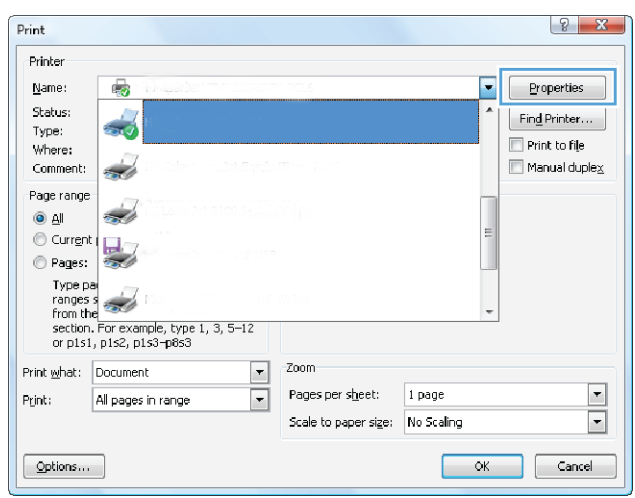 Print
Printer
Name:
Properties
Status:
Find Printer...
Type:
Print to file
Where:
Manual duplex
Comment:
Page range
All
Current
Pages:
Type
ranges
from the
section. For example, type 1, 3, 5–12
or p1s1, p1s2, p1s3–p8s3
Print what: Document
Print: All pages in range
Zoom
Pages per sheet: 1 page
Scale to paper size: No Scaling
Options...
OK
Cancel